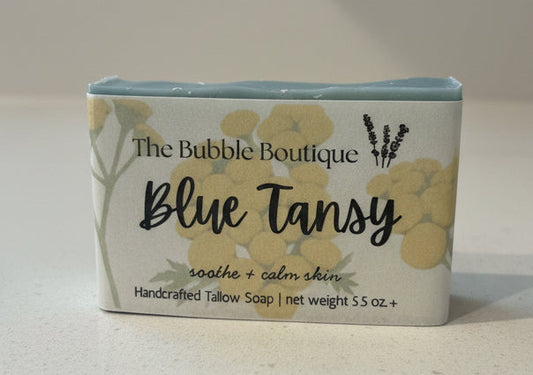 The Bubble Boutique
Blue Tansy
soothe + calm skin
Handcrafted Tallow Soap | net weight 5.5 oz. +